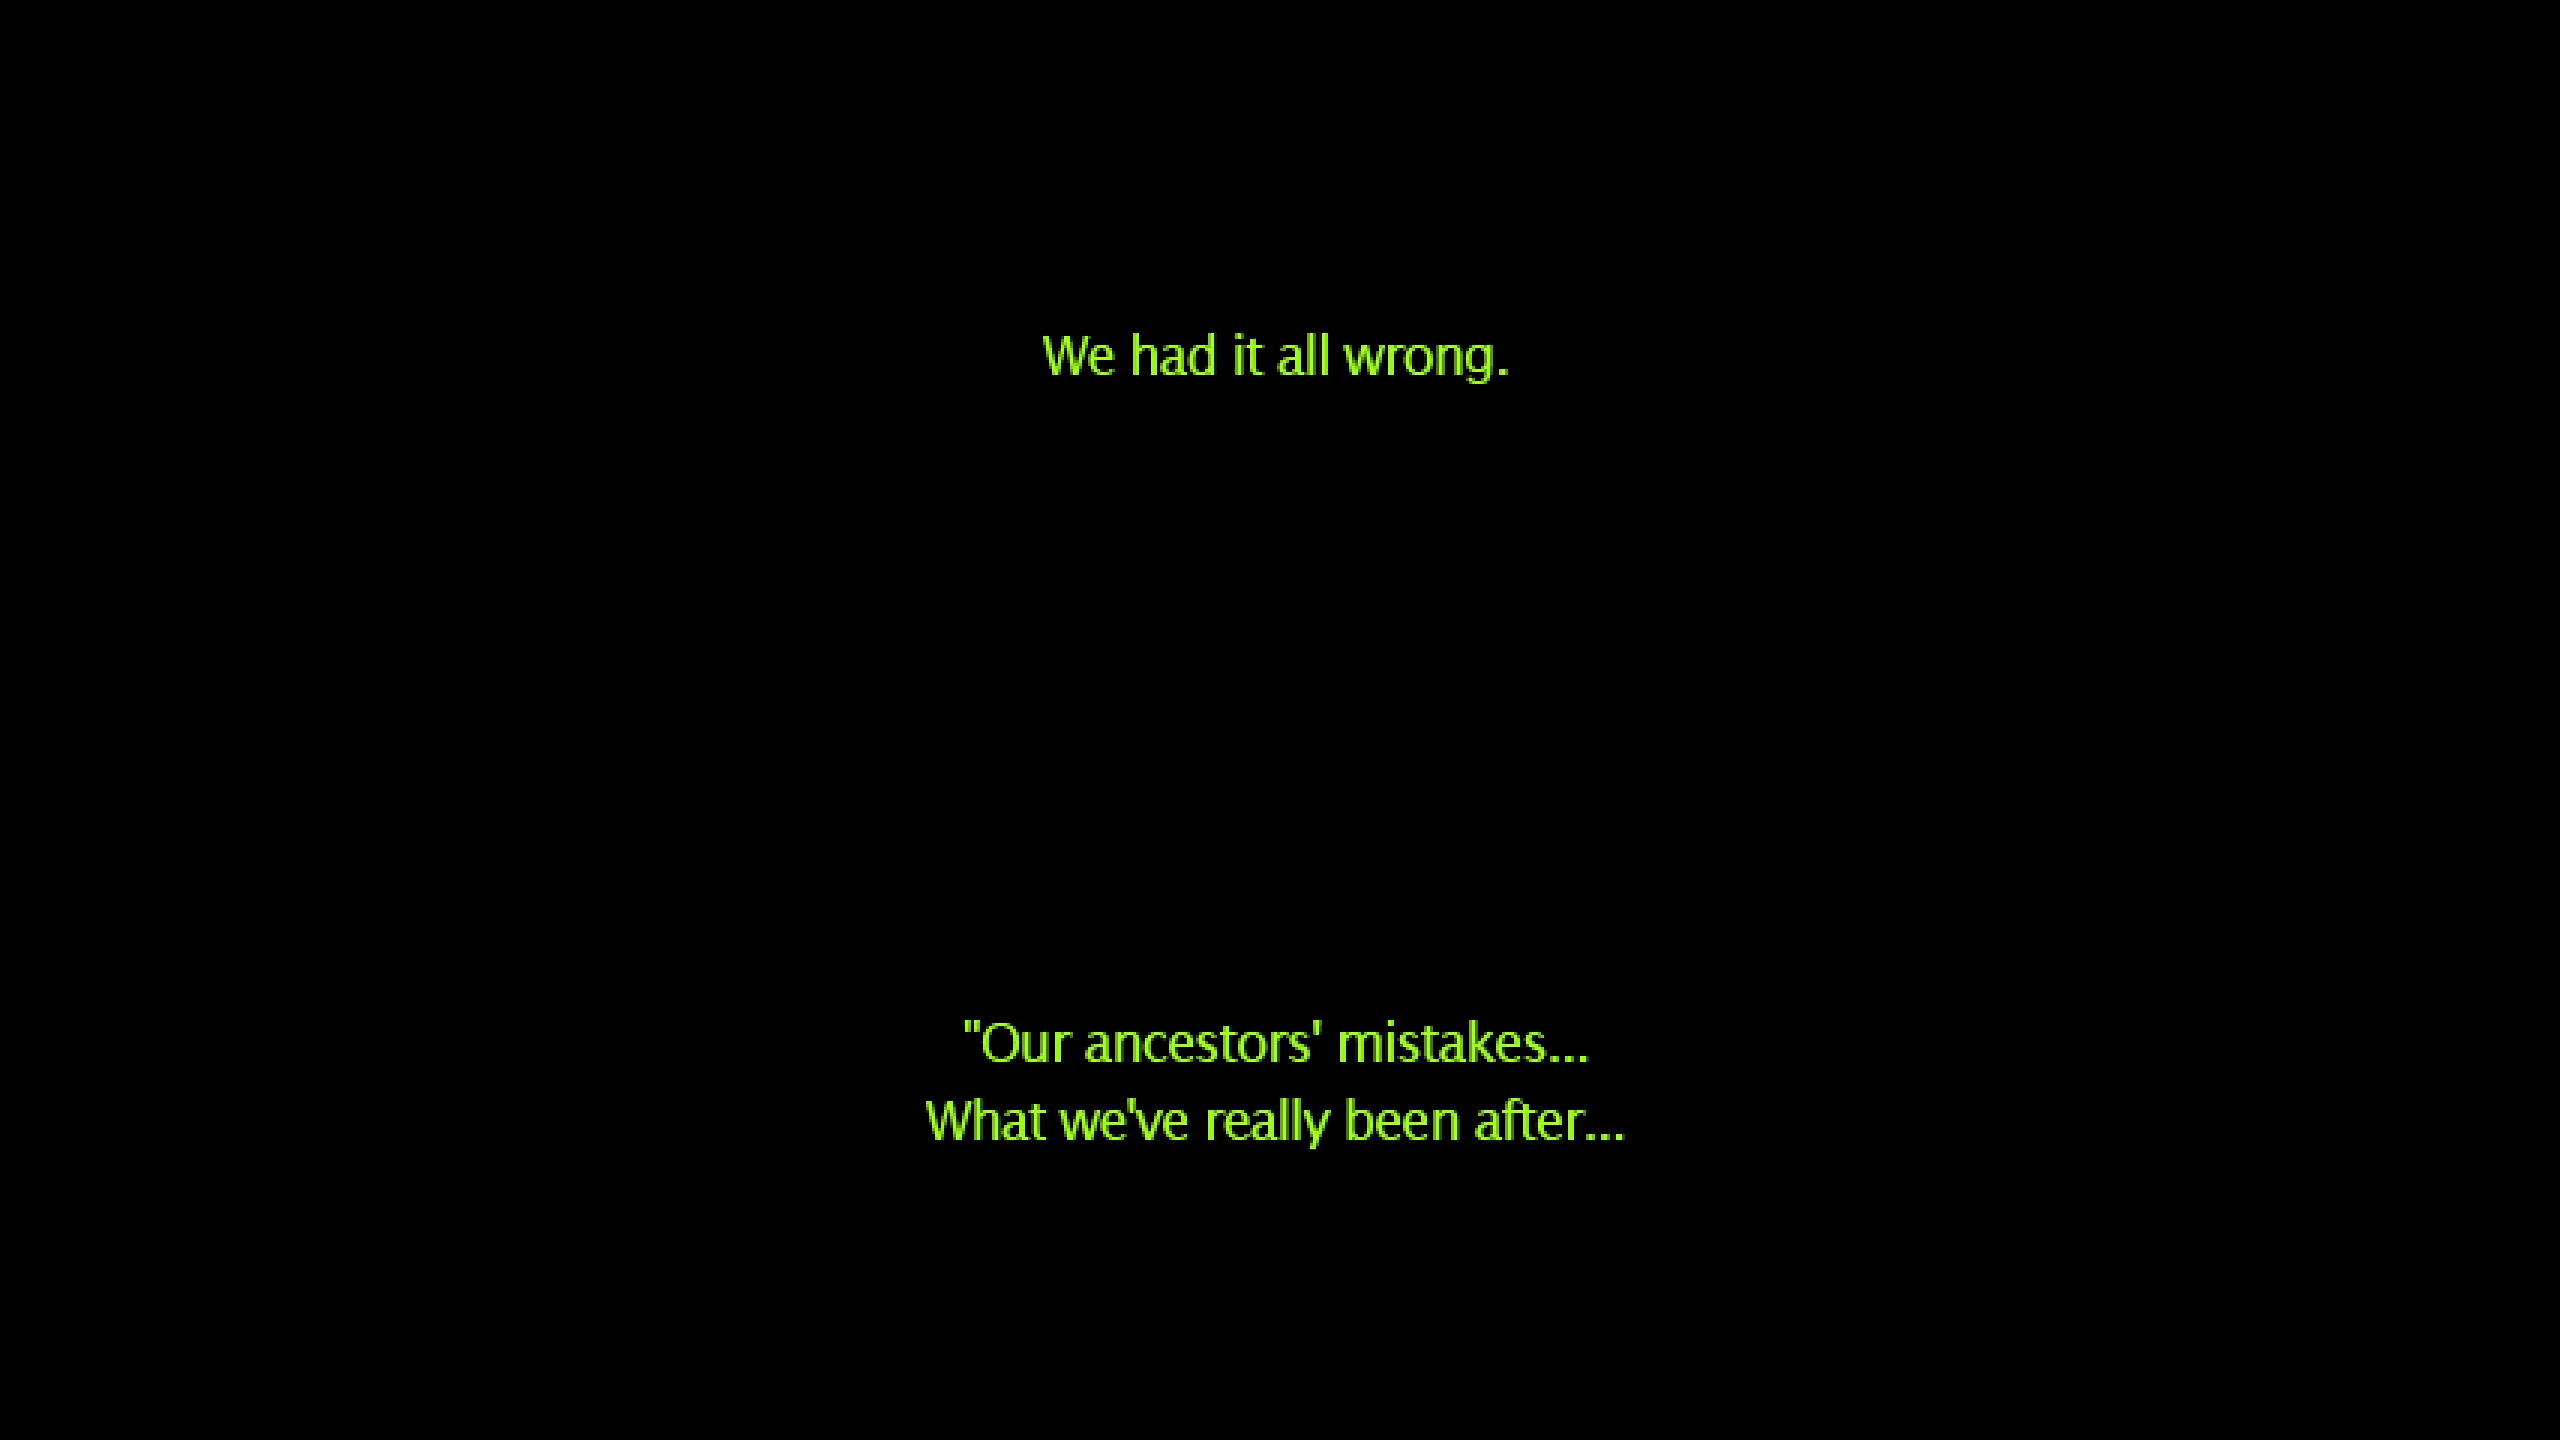 We had it all wrong.
"Our ancestors' mistakes...
What we've really been after...